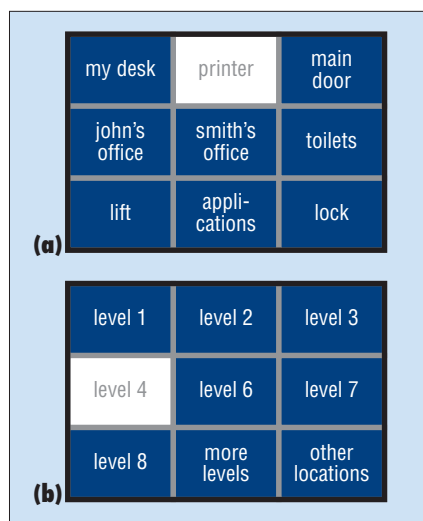 my desk
printer
main
door
john's
office
smith's
office
toilets
lift
appli-
cations
lock
(a)
level 1
level 2
level 3
level 4
level 6
level 7
level 8
more
levels
other
locations
(b)